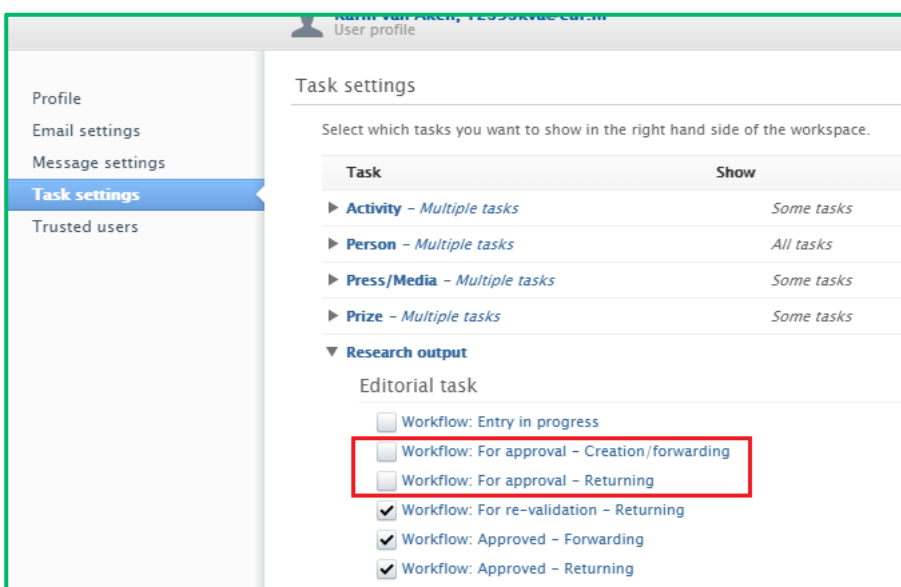 User profile
Profile
Email settings
Message settings
Task settings
Trusted users
Task settings
Select which tasks you want to show in the right hand side of the workspace.
Task Show
Activity – Multiple tasks Some tasks
Person – Multiple tasks All tasks
Press/Media – Multiple tasks Some tasks
Prize – Multiple tasks Some tasks
Research output
Editorial task
Workflow: Entry in progress
Workflow: For approval – Creation/forwarding
Workflow: For approval – Returning
Workflow: For re-validation – Returning
Workflow: Approved – Forwarding
Workflow: Approved – Returning